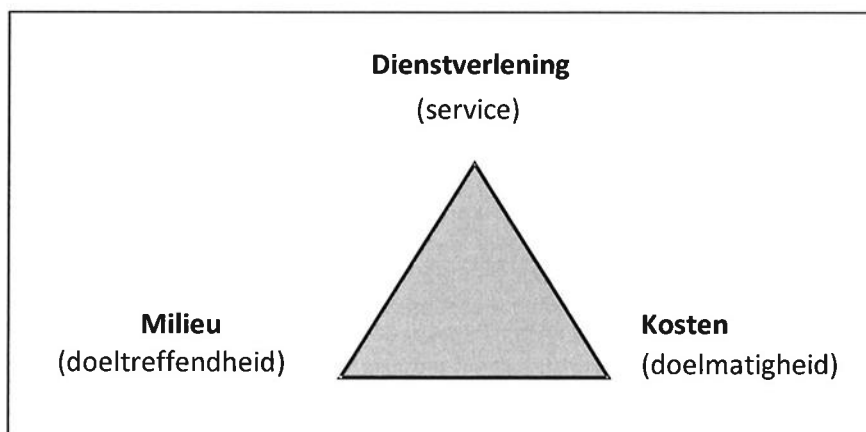 Dienstverlening
(service)
Milieu
(doeltreffendheid)
Kosten
(doelmatigheid)